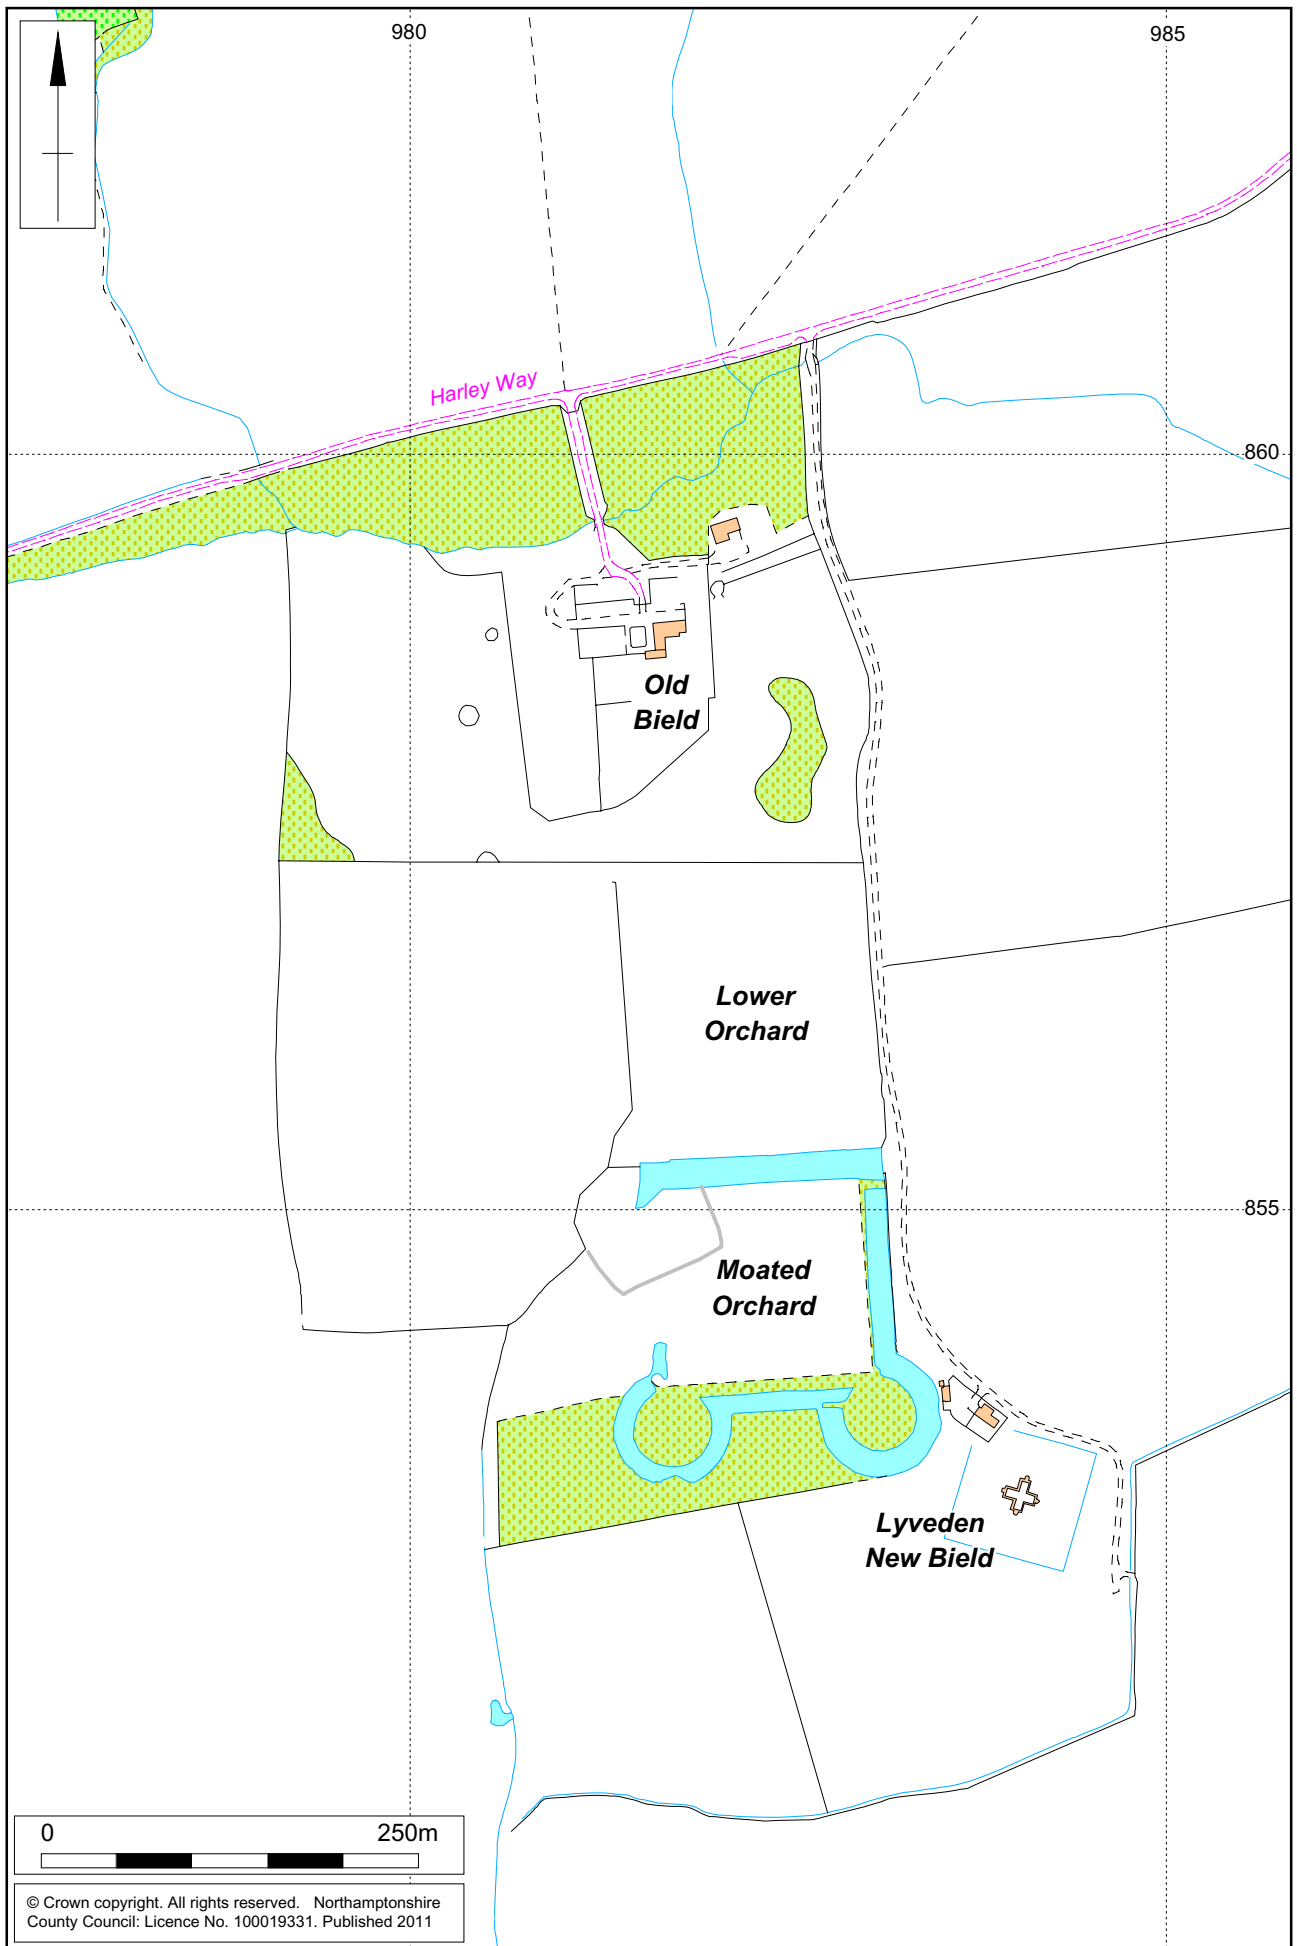 980
985
Harley Way
860
Old
Bield
Lower
Orchard
855
Moated
Orchard
Lyveden
New Bield
0 250m
© Crown copyright. All rights reserved. Northamptonshire
County Council: Licence No. 100019331. Published 2011